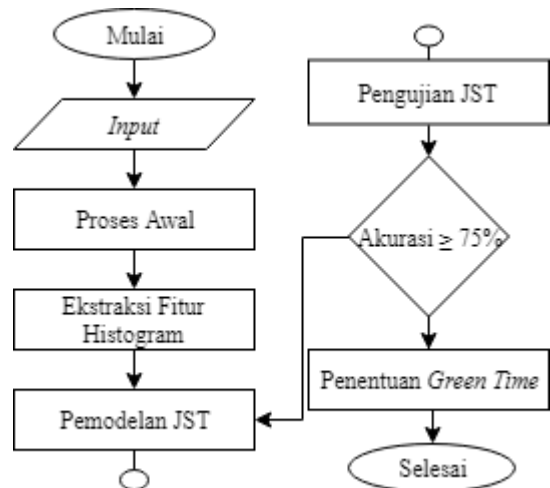 Mulai
Input
Proses Awal
Ekstraksi Fitur
Histogram
Pemodelan JST
Pengujian JST
Akurasi ≥ 75%
Penentuan Green Time
Selesai